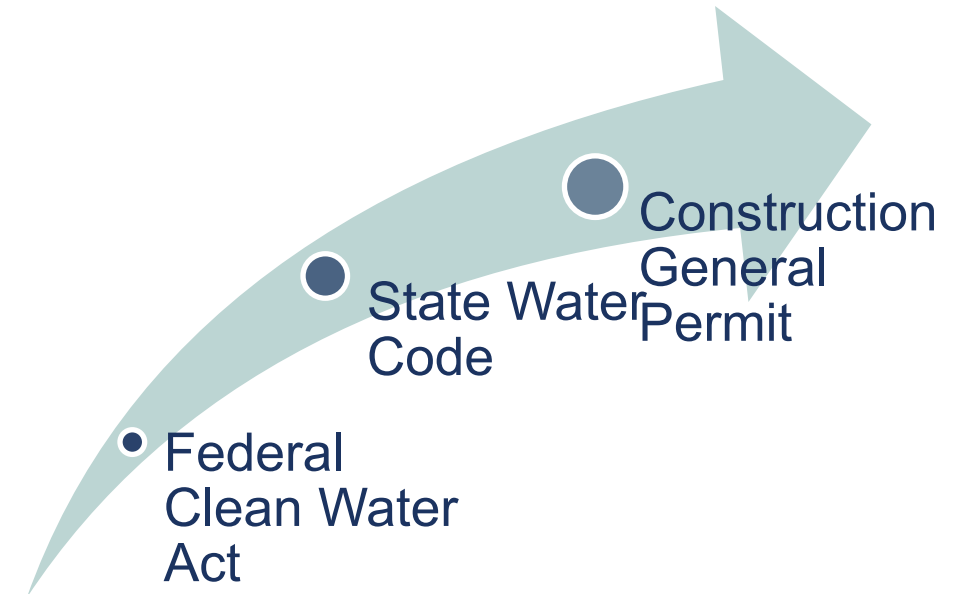 Construction
General
Permit
State Water
Code
Federal
Clean Water
Act